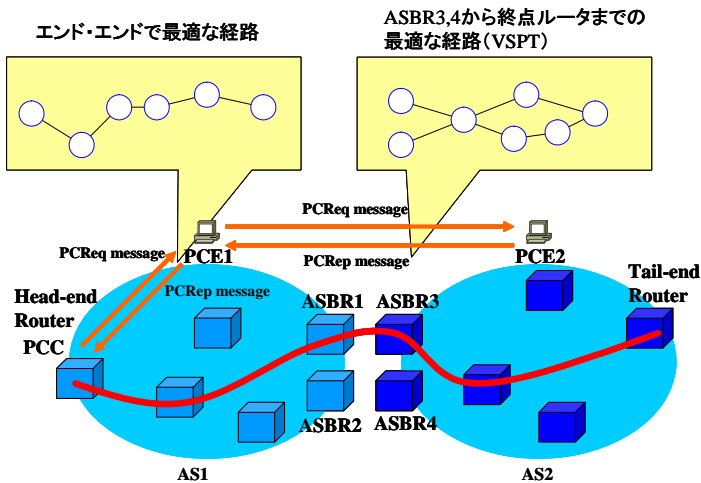 エンド・エンドで最適な経路
ASBR3,4から終点ルータまでの
最適な経路（VSPT）
PCReq message
PCReq message
PCE1
PCRep message
PCE2
PCRep message
Head-end
Router
PCC
ASBR1
ASBR3
Tail-end
Router
ASBR2
ASBR4
AS1
AS2